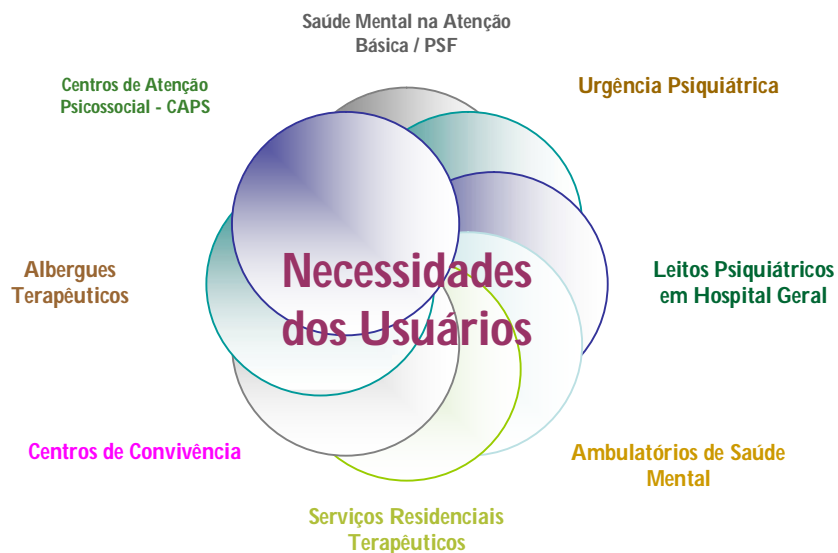 Saúde Mental na Atenção
Básica / PSF
Centros de Atenção
Psicossocial - CAPS
Urgência Psiquiátrica
Necessidades
dos Usuários
Albergues
Terapêuticos
Leitos Psiquiátricos
em Hospital Geral
Centros de Convivência
Ambulatórios de Saúde
Mental
Serviços Residenciais
Terapêuticos